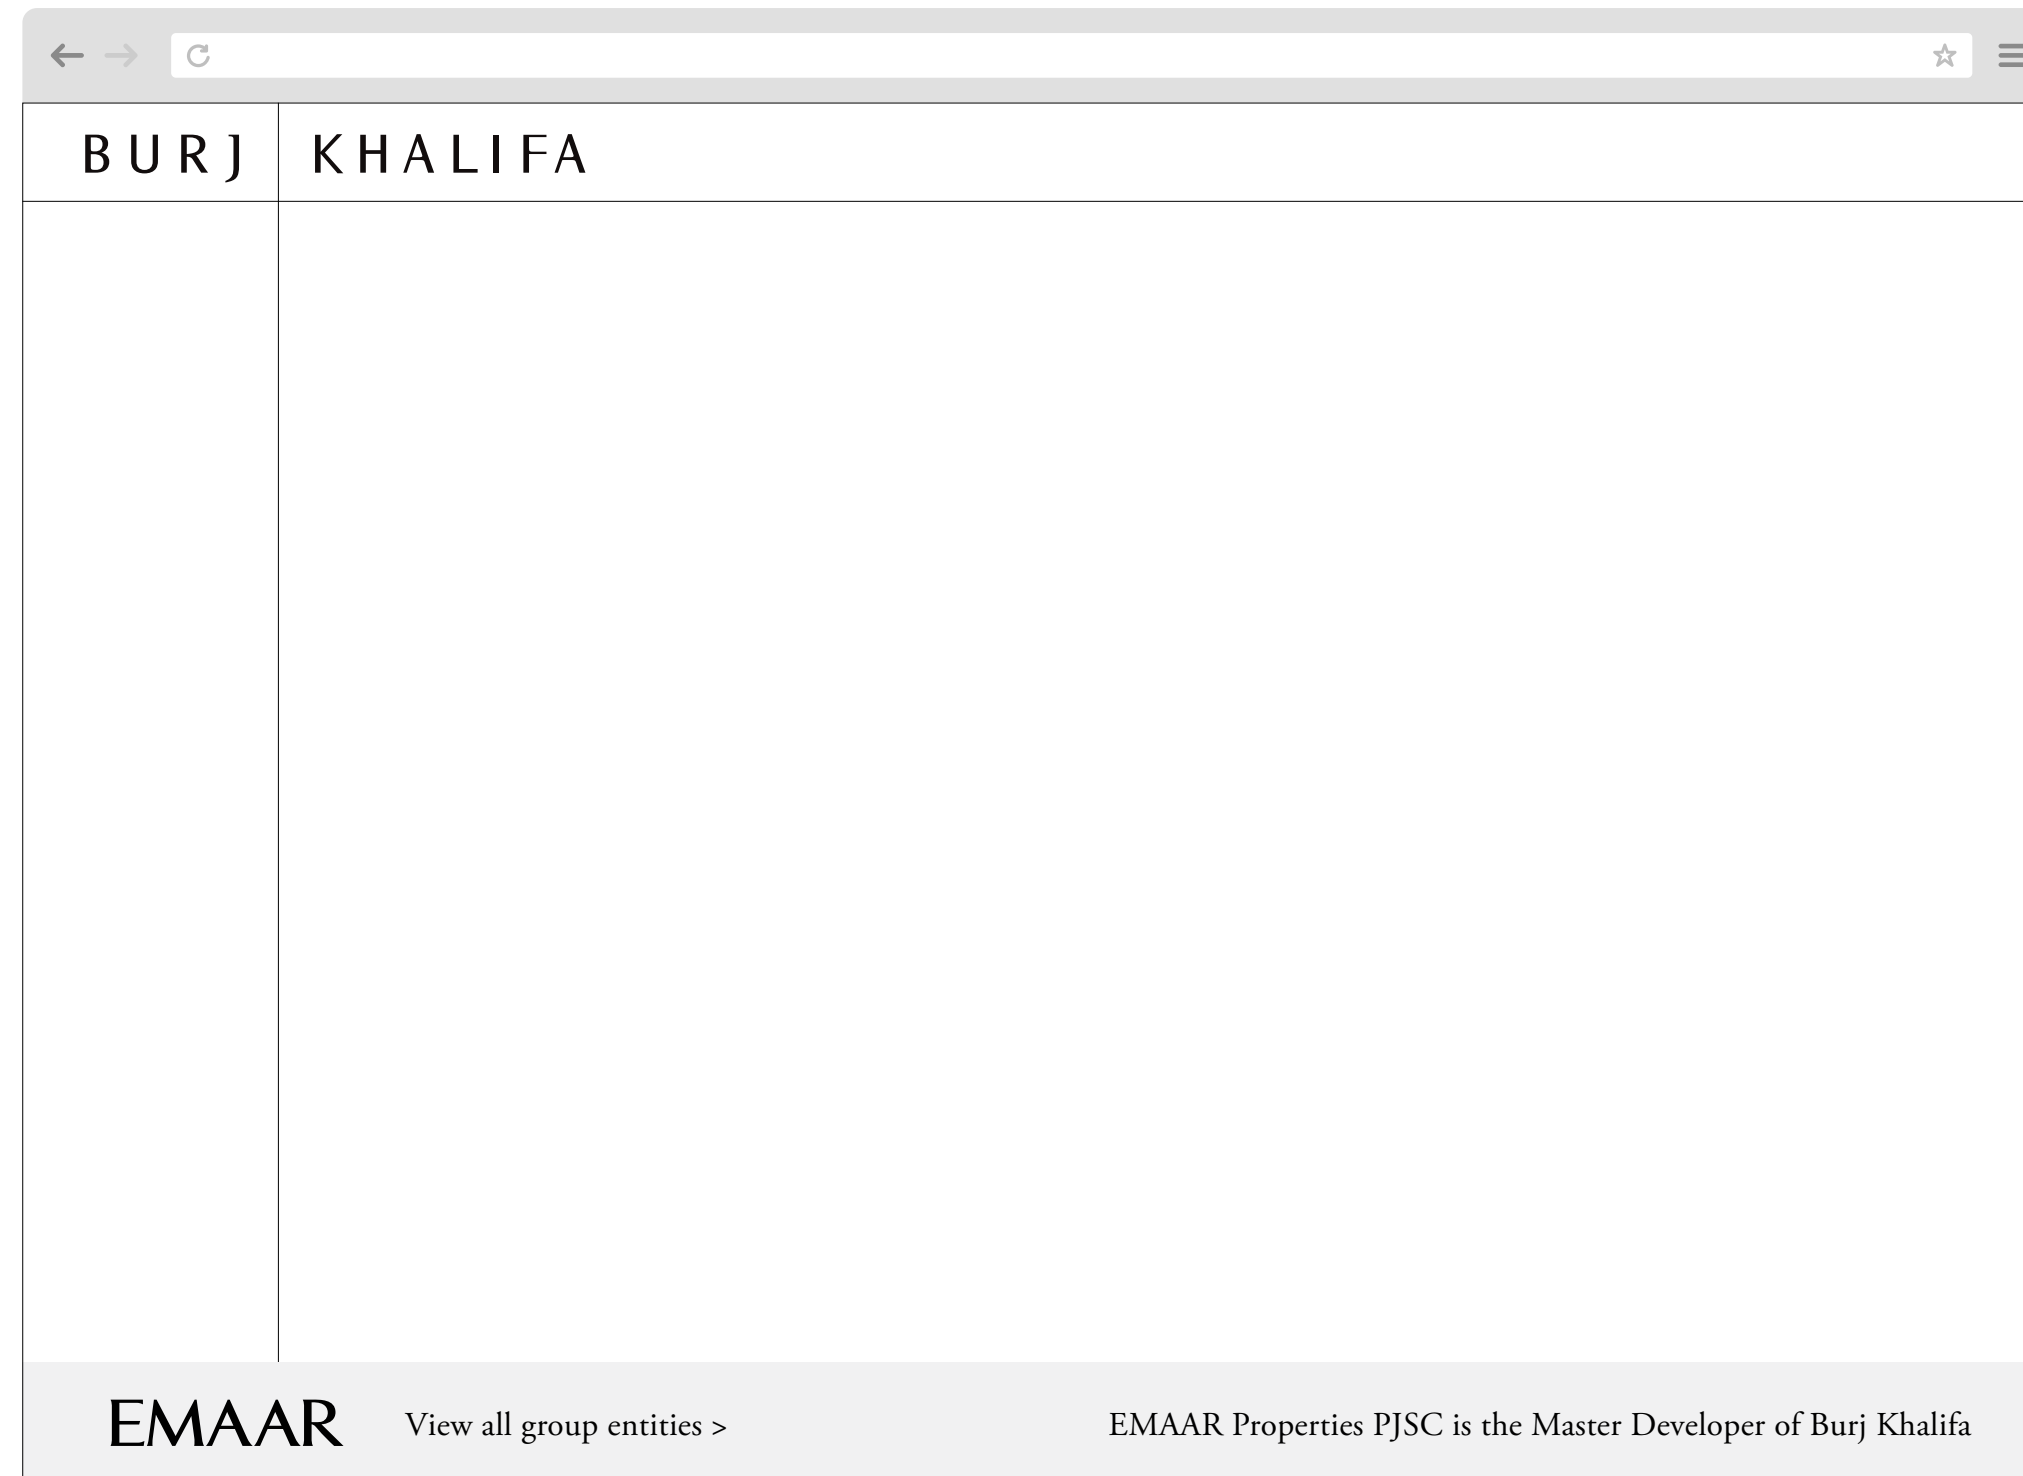 BURJ KHALIFA
EMAAR View all group entities > EMAAR Properties PJSC is the Master Developer of Burj Khalifa